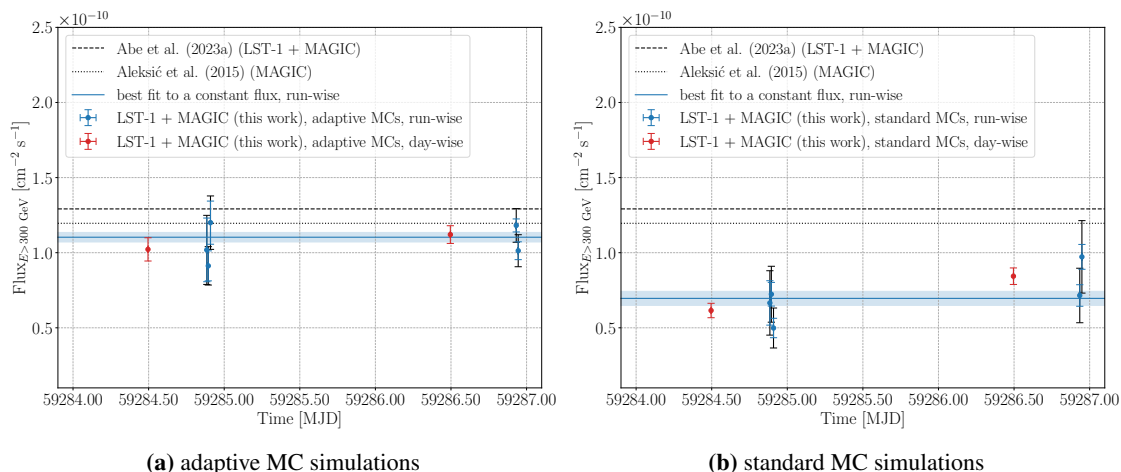 ×10⁻¹⁰
2.5
2.0
1.5
1.0
0.5
Flux_{E>300 GeV} [cm⁻² s⁻¹]
Abe et al. (2023a) (LST-1 + MAGIC)
Aleksić et al. (2015) (MAGIC)
best fit to a constant flux, run-wise
LST-1 + MAGIC (this work), adaptive MCs, run-wise
LST-1 + MAGIC (this work), adaptive MCs, day-wise
59284.00 59284.50 59285.00 59285.50 59286.00 59286.50 59287.00
Time [MJD]
(a) adaptive MC simulations
×10⁻¹⁰
2.5
2.0
1.5
1.0
0.5
Flux_{E>300 GeV} [cm⁻² s⁻¹]
Abe et al. (2023a) (LST-1 + MAGIC)
Aleksić et al. (2015) (MAGIC)
best fit to a constant flux, run-wise
LST-1 + MAGIC (this work), standard MCs, run-wise
LST-1 + MAGIC (this work), standard MCs, day-wise
59284.00 59284.50 59285.00 59285.50 59286.00 59286.50 59287.00
Time [MJD]
(b) standard MC simulations